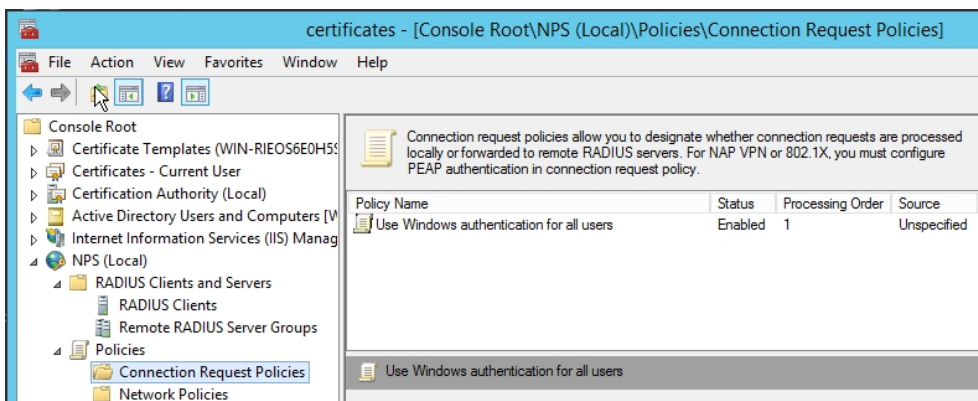 certificates - [Console Root\NPS (Local)\Policies\Connection Request Policies]
File Action View Favorites Window Help
Console Root
Certificate Templates (WIN-RIEOS6E0H5S
Certificates - Current User
Certification Authority (Local)
Active Directory Users and Computers [W
Internet Information Services (IIS) Manag
NPS (Local)
RADIUS Clients and Servers
RADIUS Clients
Remote RADIUS Server Groups
Policies
Connection Request Policies
Network Policies
Connection request policies allow you to designate whether connection requests are processed
locally or forwarded to remote RADIUS servers. For NAP VPN or 802.1X, you must configure
PEAP authentication in connection request policy.
Policy Name Status Processing Order Source
Use Windows authentication for all users Enabled 1 Unspecified
Use Windows authentication for all users